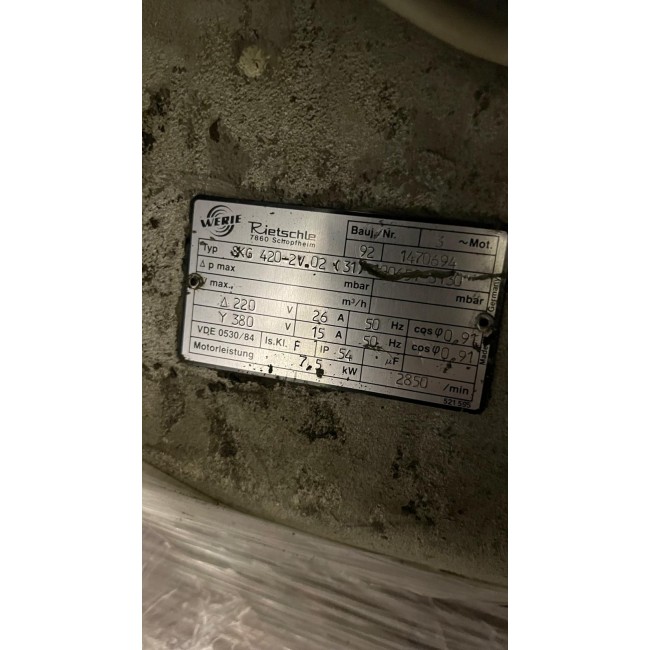 WERIE
Rietschle
7860 Schopfheim
Bauj./Nr. 3 ~Mot.
92 1470694
Typ SKG 420-2V.02 (31)
Δ p max mbar mbar
V max. m³/h
Δ 220 V 26 A 50 Hz cosφ 0,91
Y 380 V 15 A 50 Hz cosφ 0,91
VDE 0530/84 Is.Kl. F IP 54 µF
Motorleistung 7,5 kW 2850 /min
Germany